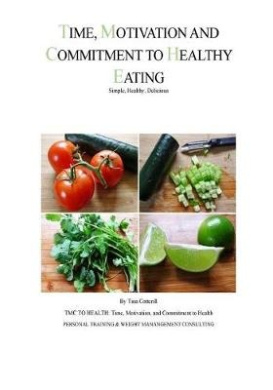 TIME, MOTIVATION AND
COMMITMENT TO HEALTHY
EATING
Simple, Healthy, Delicious
By Tina Cotterill
TMC TO HEALTH: Time, Motivation, and Commitment to Health
PERSONAL TRAINING & WEIGHT MANANGEMENT CONSULTING